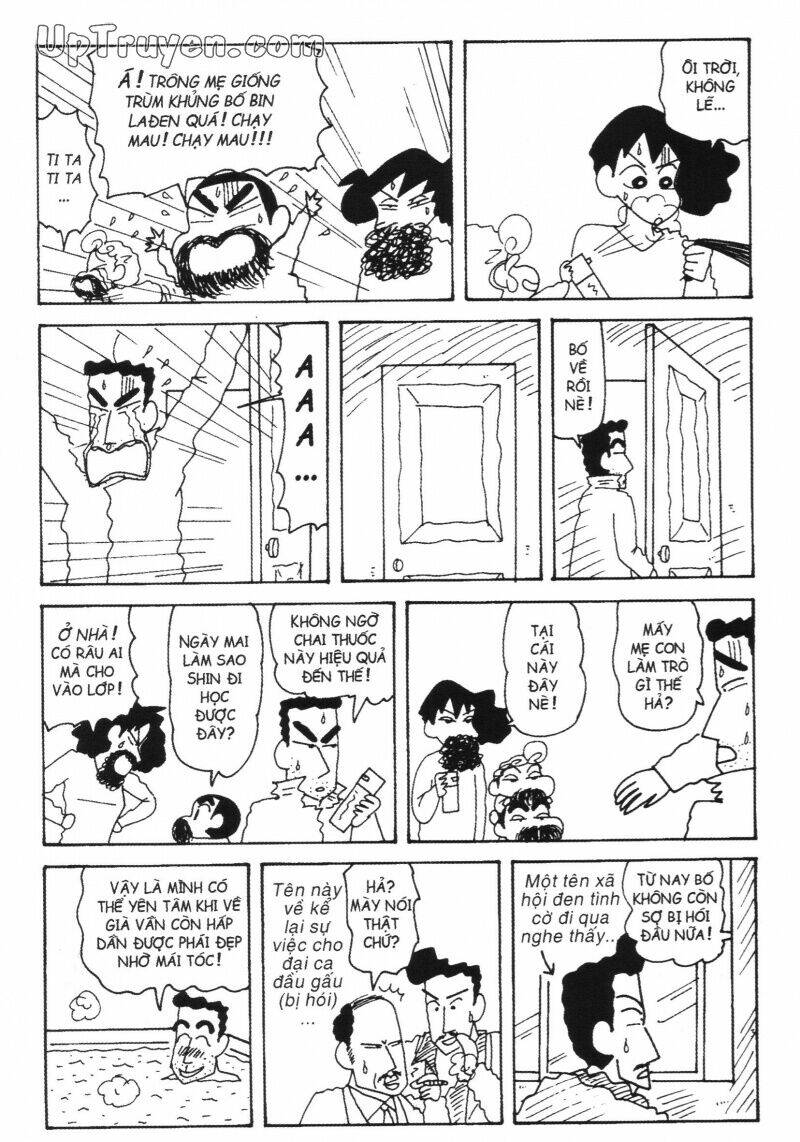 UpTruyen.com
ÔI TRỜI,
KHÔNG
LẼ...
Á! TRÔNG MẸ GIỐNG
TRÙM KHỦNG BỐ BIN
LAĐEN QUÁ! CHẠY
MAU! CHẠY MAU!!!
TI TA
TI TA
...
BỐ
VỀ
RỒI
NÈ!
A
A
A
...
MẤY
MẸ CON
LÀM TRÒ
GÌ THẾ
HẢ?
TẠI
CÁI
NÀY
ĐÂY
NÈ!
KHÔNG NGỜ
CHAI THUỐC
NÀY HIỆU QUẢ
ĐẾN THẾ!
NGÀY MAI
LÀM SAO
SHIN ĐI
HỌC
ĐƯỢC
ĐÂY?
Ở NHÀ!
CÓ RÂU AI
MÀ CHO
VÀO LỚP!
TỪ NAY BỐ
KHÔNG CÒN
SỢ BỊ HÓI
ĐẦU NỮA!
Một tên xã
hội đen tình
cờ đi qua
nghe thấy..
HẢ?
MÀY NÓI
THẬT
CHỨ?
Tên này
về kể
lại sự
việc cho
đại ca
đầu gấu
(bị hói)
...
VẬY LÀ MÌNH CÓ
THỂ YÊN TÂM KHI VỀ
GIÀ VẪN CÒN HẤP
DẪN ĐƯỢC PHÁI ĐẸP
NHỜ MÁI TÓC!